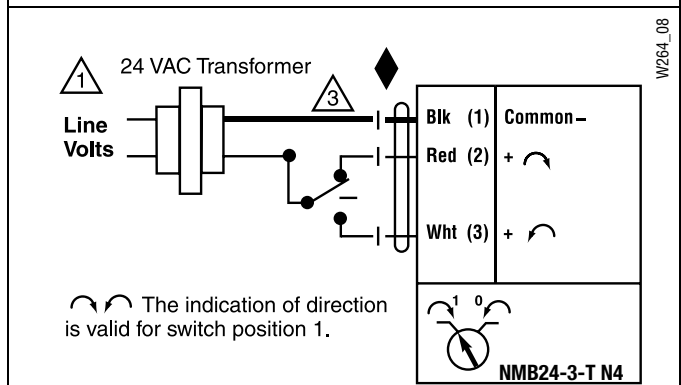 W264_08
1 24 VAC Transformer
3
Line
Volts
Blk (1) Common –
Red (2) +
Wht (3) +
The indication of direction
is valid for switch position 1.
1 0
NMB24-3-T N4